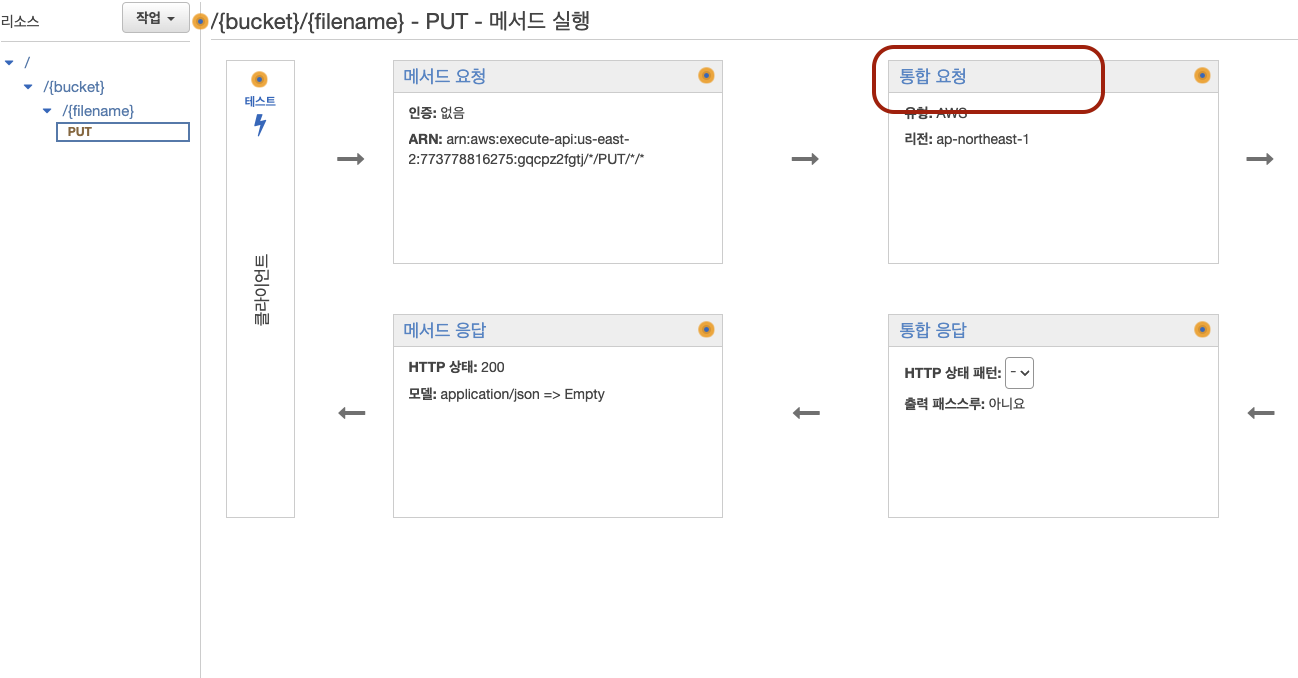 리소스
작업
/{bucket}/{filename} - PUT - 메서드 실행
/
/{bucket}
/{filename}
PUT
테스트
클라이언트
메서드 요청
인증: 없음
ARN: arn:aws:execute-api:us-east-
2:773778816275:gqcpz2fgtj/*/PUT/*/*
통합 요청
유형: AWS
리전: ap-northeast-1
메서드 응답
HTTP 상태: 200
모델: application/json => Empty
통합 응답
HTTP 상태 패턴: -
출력 패스스루: 아니요